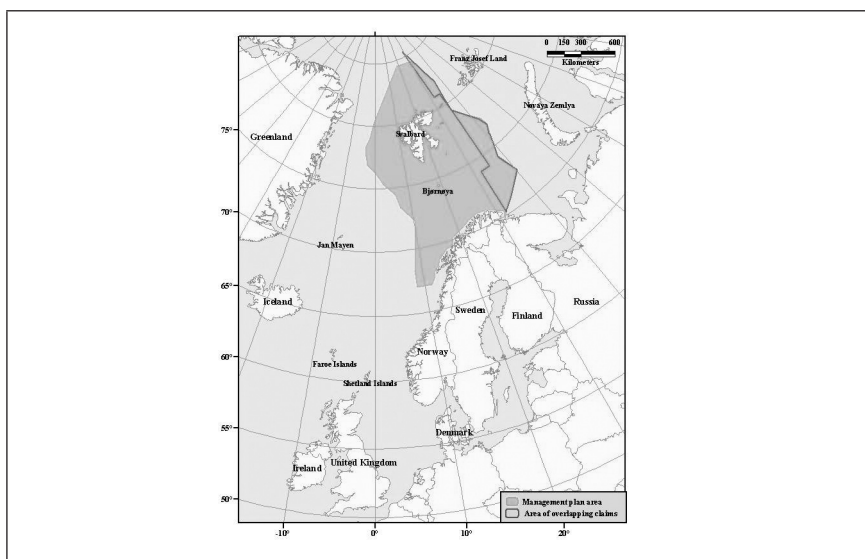 0 150 300 600
Kilometers
Franz Josef Land
Novaya Zemlya
75°
Greenland
Svalbard
Bjørnøya
70°
Jan Mayen
65°
Iceland
Russia
Sweden
Finland
60°
Norway
Faroe Islands
Shetland Islands
55°
Denmark
United Kingdom
Ireland
50°
Management plan area
Area of overlapping claims
-10° 0° 10° 20°